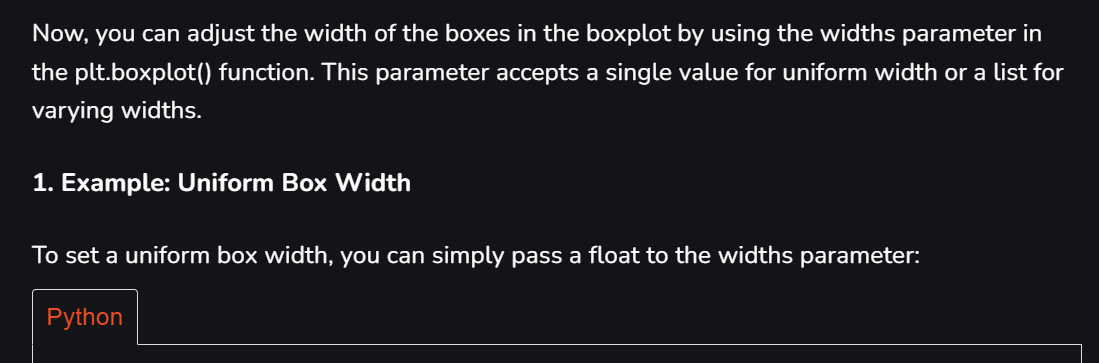 Now, you can adjust the width of the boxes in the boxplot by using the widths parameter in
the plt.boxplot() function. This parameter accepts a single value for uniform width or a list for
varying widths.
1. Example: Uniform Box Width
To set a uniform box width, you can simply pass a float to the widths parameter:
Python